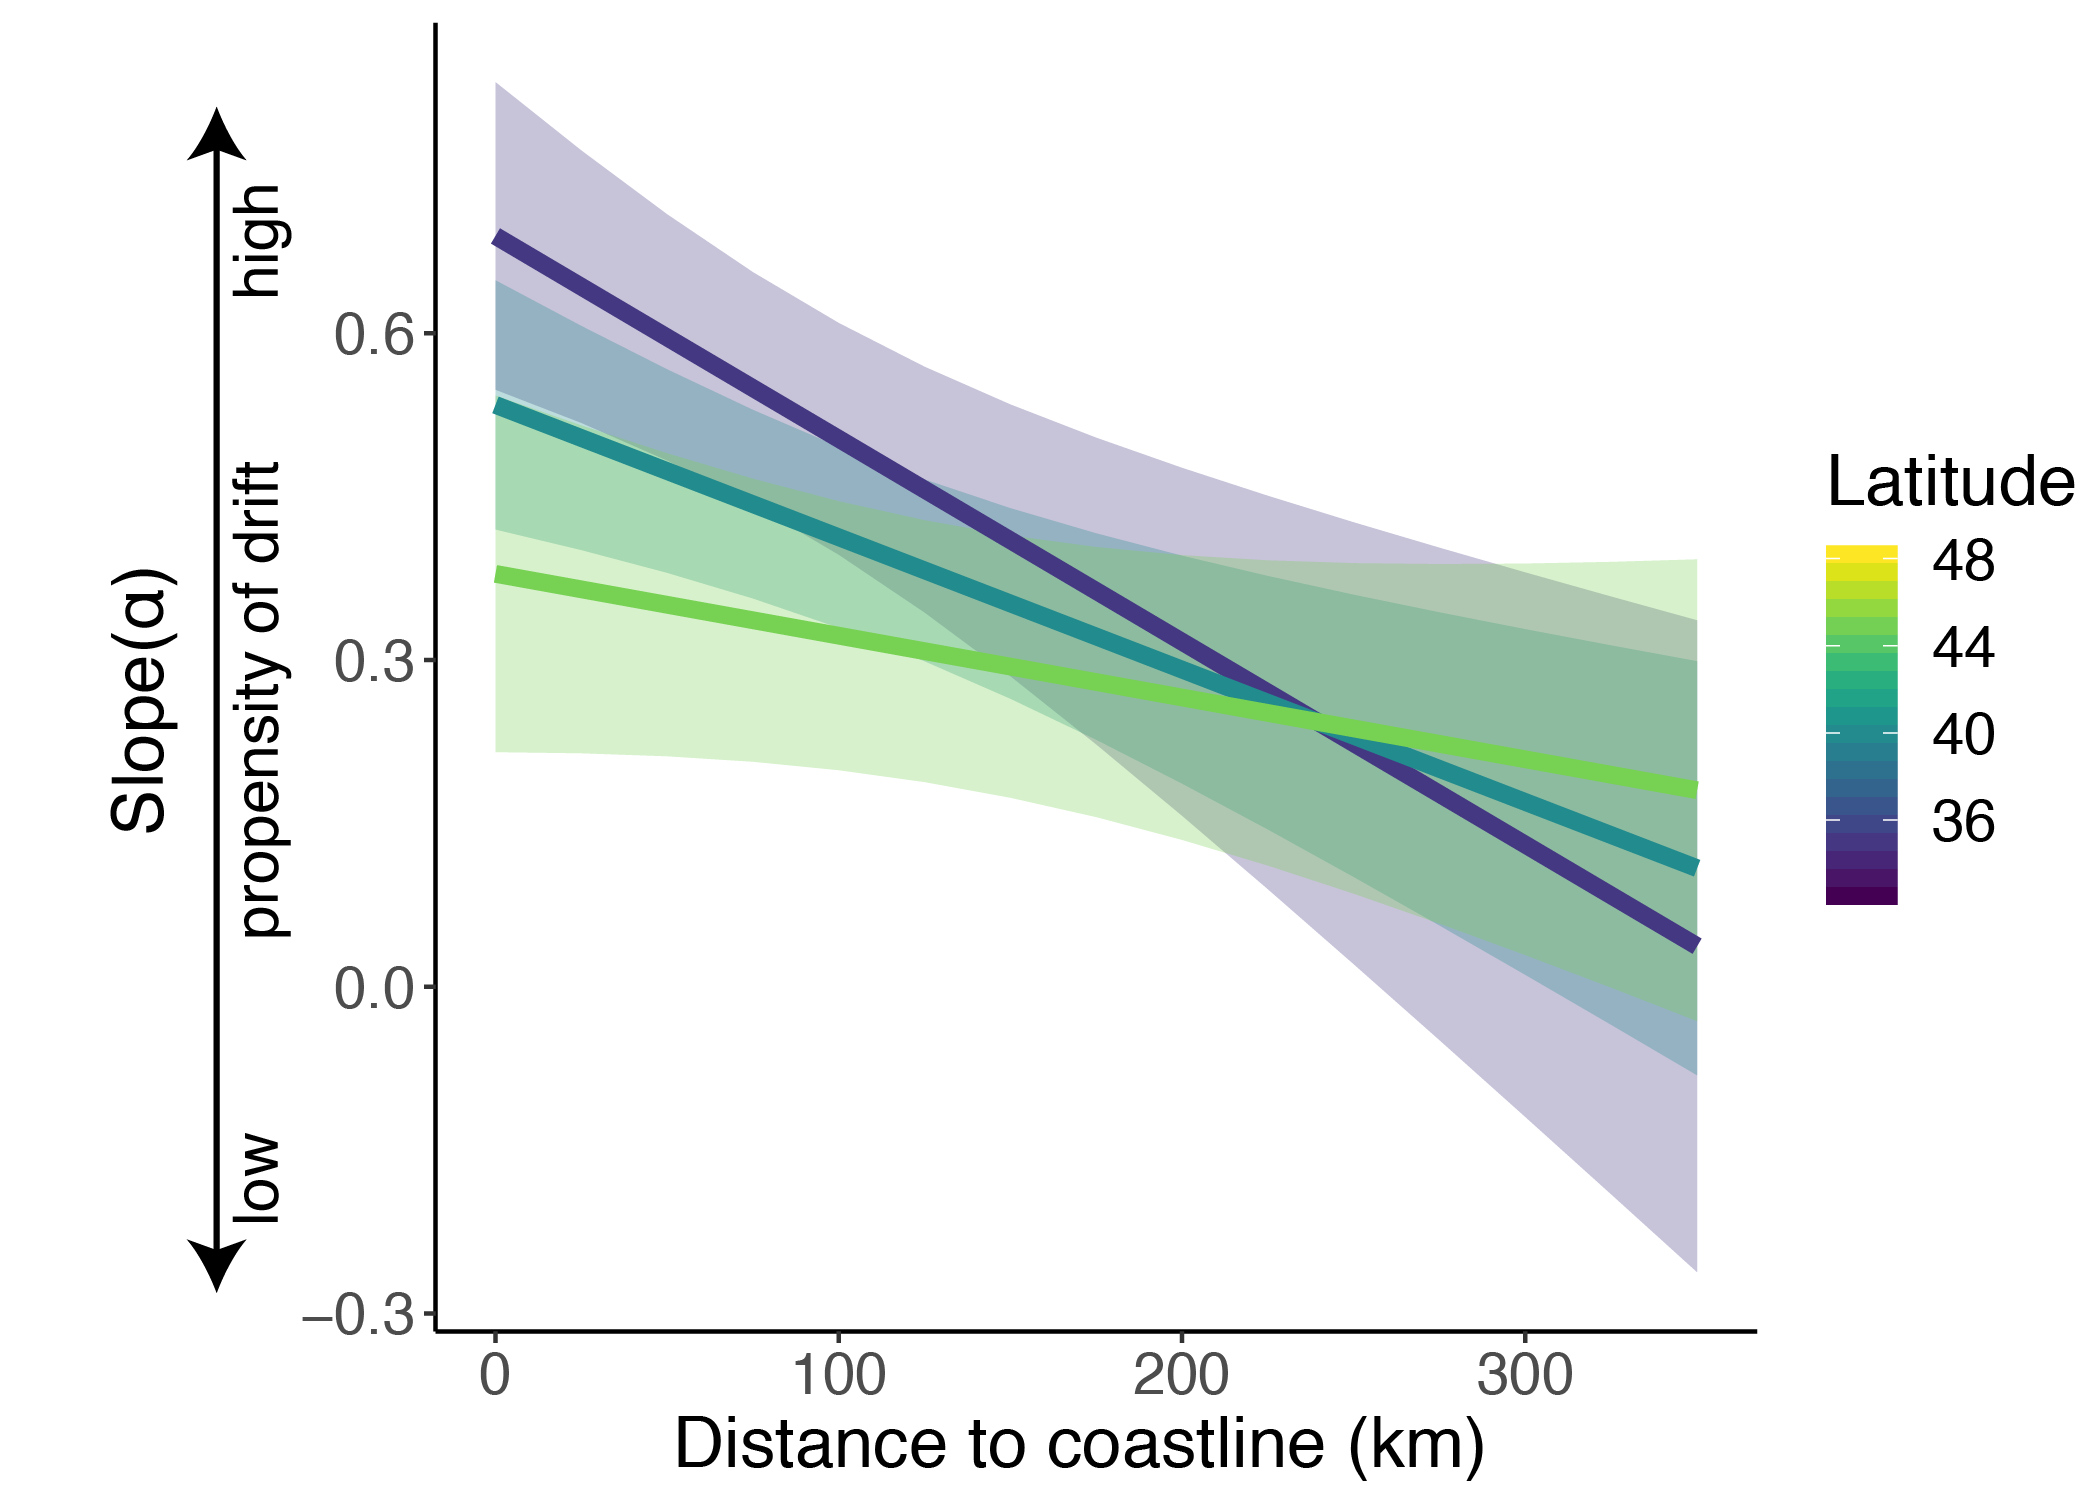 Slope(α)
high
propensity of drift
low
0.6
0.3
0.0
−0.3
0
100
200
300
Distance to coastline (km)
Latitude
48
44
40
36